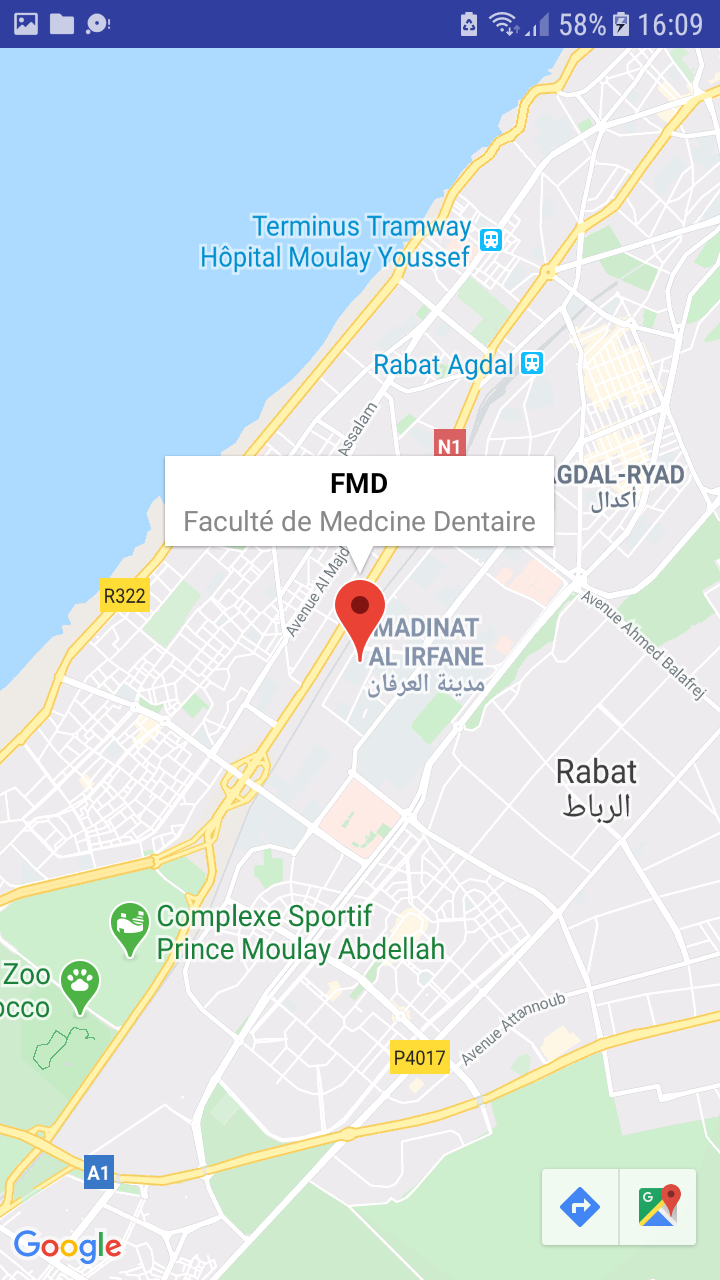 58% 16:09
Terminus Tramway
Hôpital Moulay Youssef
Rabat Agdal
Assalam
N1
FMD
Faculté de Medcine Dentaire
GDAL-RYAD
أكدال
R322
Avenue Al Majd
MADINAT
AL IRFANE
مدينة العرفان
Avenue Ahmed Balafrej
Rabat
الرباط
Complexe Sportif
Prince Moulay Abdellah
Zoo
occo
Avenue Attannoub
P4017
A1
G
Google